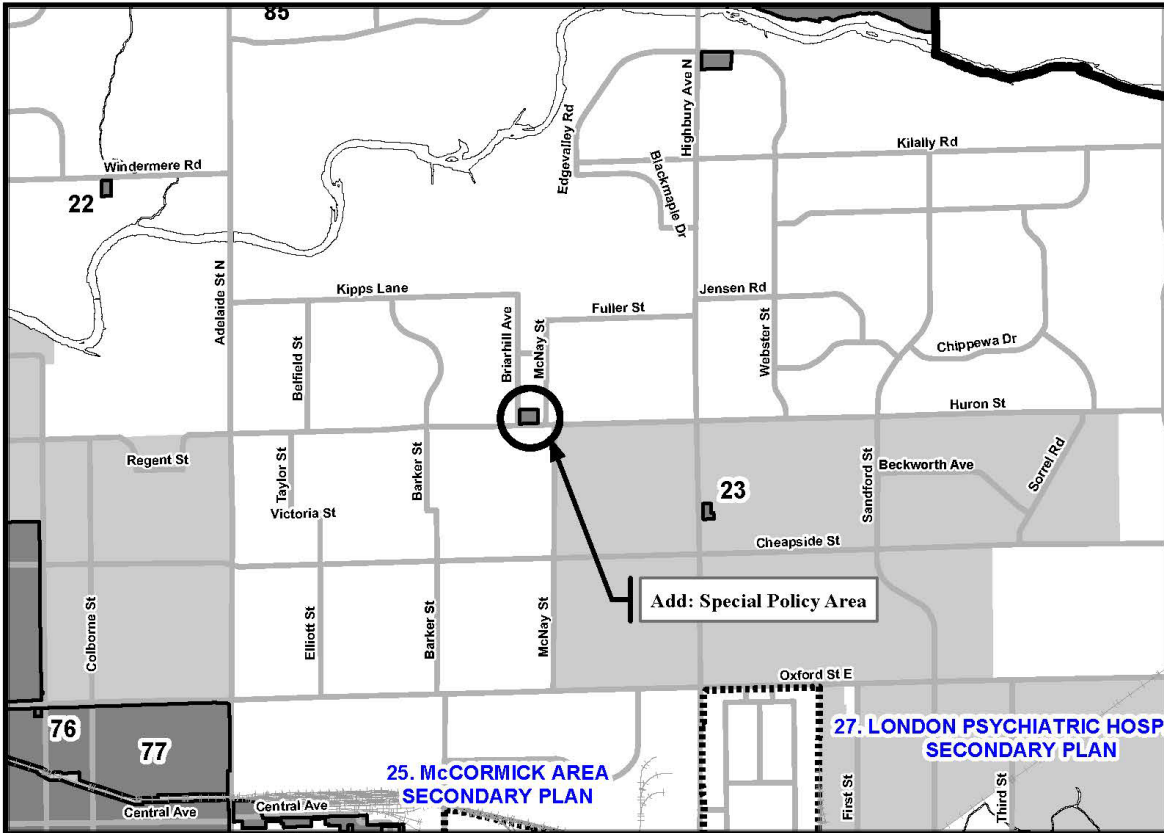 85
Highbury Ave N
Edgevalley Rd
Kilally Rd
Blackmaple Dr
Windermere Rd
22
Adelaide St N
Kipps Lane
Jensen Rd
Fuller St
Briarhill Ave
McNay St
Belfield St
Webster St
Chippewa Dr
Huron St
Regent St
Taylor St
Barker St
Victoria St
23
Sandford St
Beckworth Ave
Sorrel Rd
Cheapside St
Add: Special Policy Area
Colborne St
Elliott St
Barker St
McNay St
Oxford St E
76
77
27. LONDON PSYCHIATRIC HOSP
SECONDARY PLAN
25. McCORMICK AREA
SECONDARY PLAN
First St
Third St
Central Ave
Central Ave